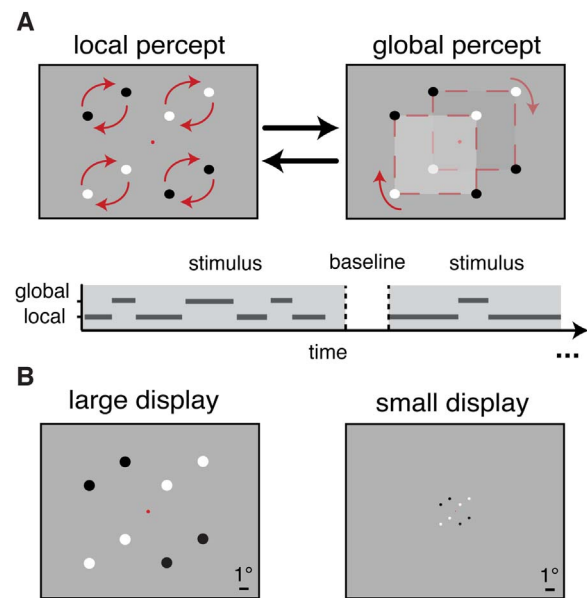 A
local percept
global percept
stimulus
baseline
stimulus
global
local
time
...
B
large display
small display
1°
1°